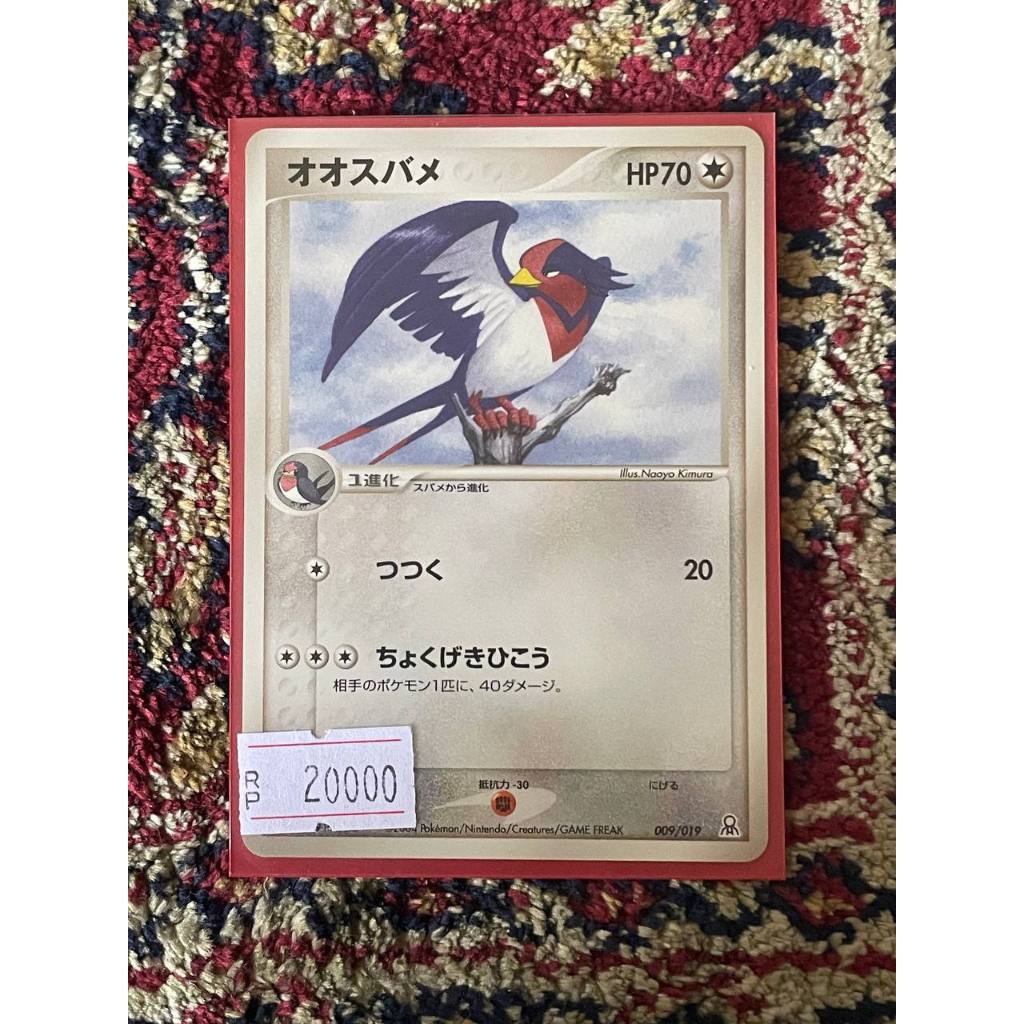 オオスバメ HP70
Illus.Naoyo Kimura
1進化 スバメから進化
つつく 20
ちょくげきひこう
相手のポケモン1匹に、40ダメージ。
RP 20000
抵抗力 -30 にげる
©2004 Pokémon/Nintendo/Creatures/GAME FREAK 009/019